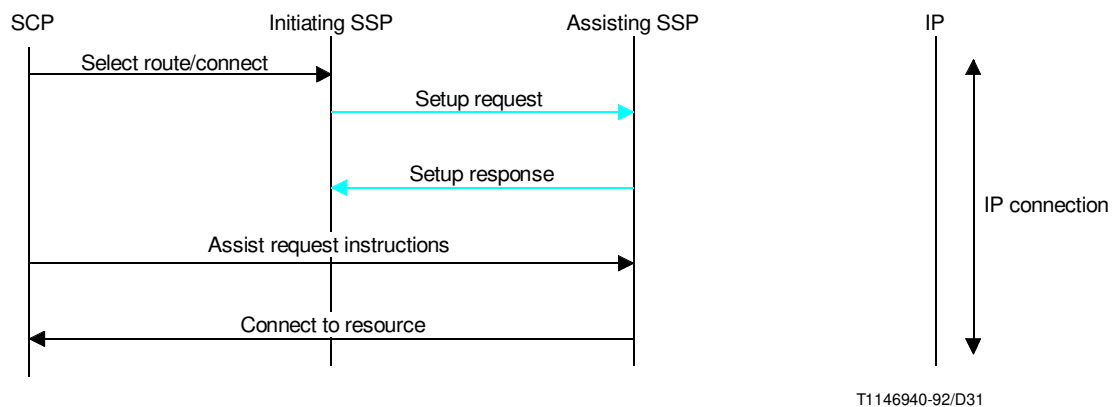 SCP
Initiating SSP
Assisting SSP
IP
Select route/connect
Setup request
Setup response
IP connection
Assist request instructions
Connect to resource
T1146940-92/D31